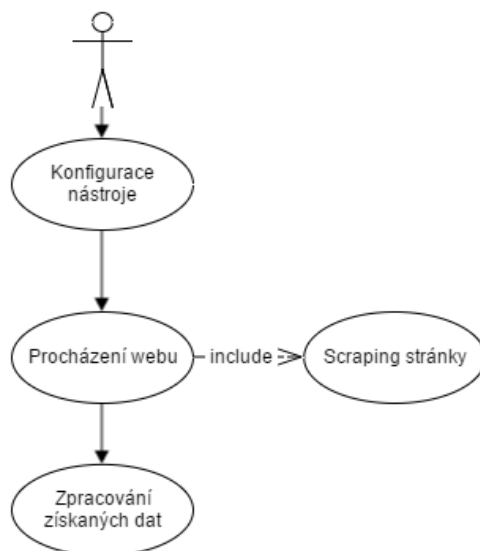 Konfigurace
nástroje
Procházení webu
include
Scraping stránky
Zpracování
získaných dat